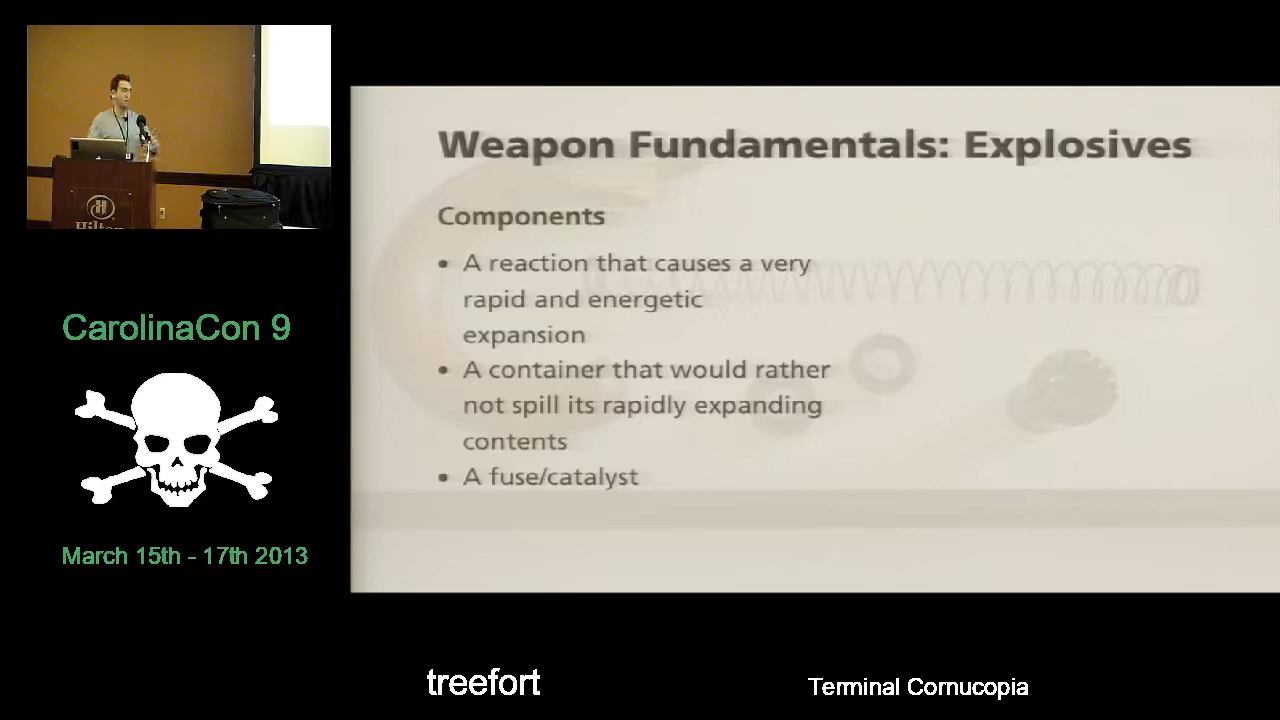 Weapon Fundamentals: Explosives
Components
• A reaction that causes a very
rapid and energetic
expansion
• A container that would rather
not spill its rapidly expanding
contents
• A fuse/catalyst
H
Hilton
CarolinaCon 9
March 15th - 17th 2013
treefort
Terminal Cornucopia